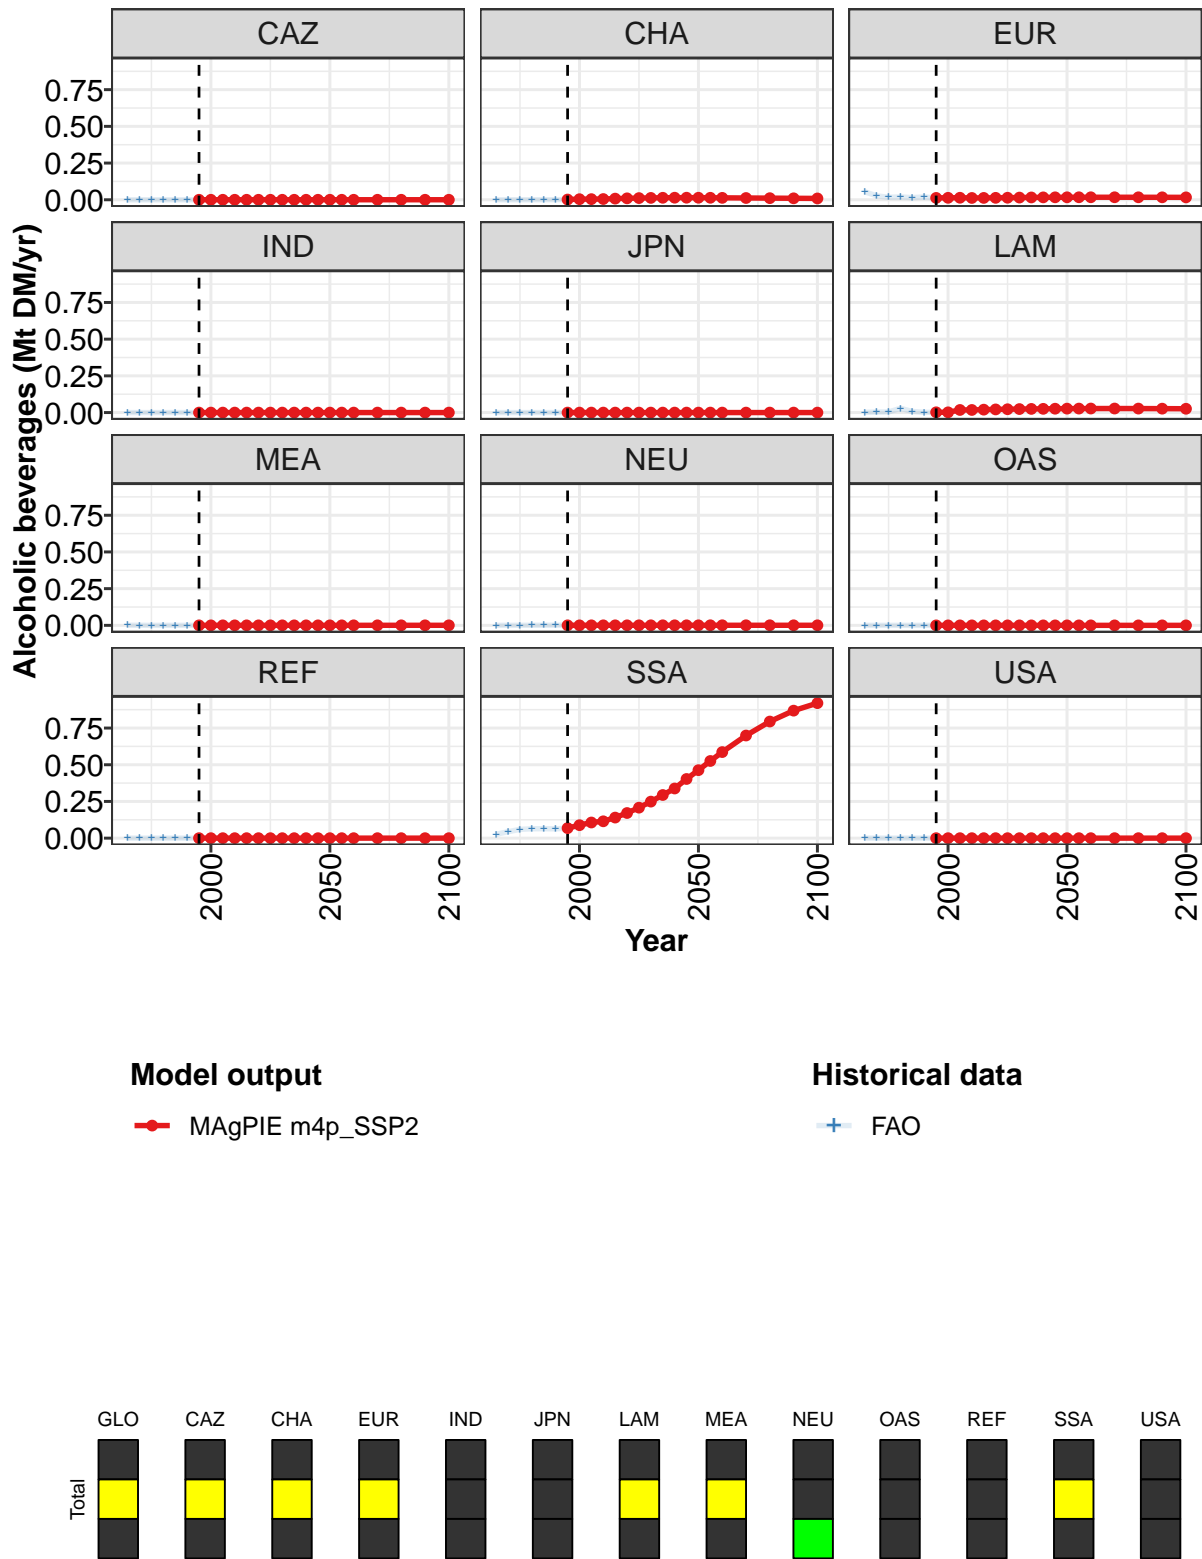 CAZ CHA EUR
0.75
0.50
0.25
0.00
IND JPN LAM
0.75
0.50
0.25
0.00
MEA NEU OAS
0.75
0.50
0.25
0.00
REF SSA USA
0.75
0.50
0.25
0.00
Alcoholic beverages (Mt DM/yr)
2000 2050 2100 2000 2050 2100 2000 2050 2100
Year
Model output Historical data
MAgPIE m4p_SSP2 FAO
GLO CAZ CHA EUR IND JPN LAM MEA NEU OAS REF SSA USA
Total